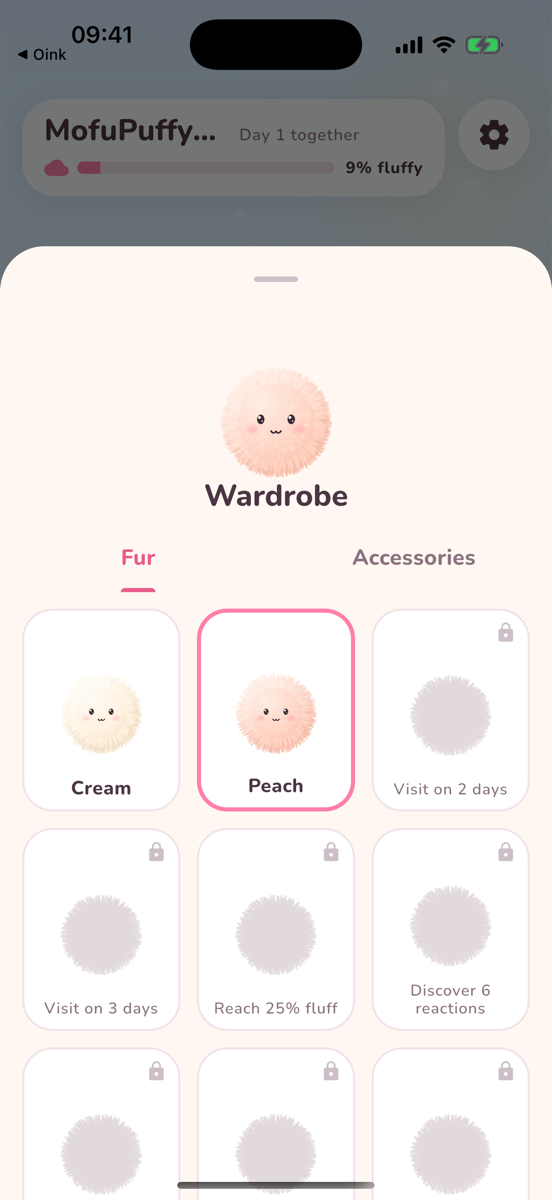 09:41
◀ Oink
MofuPuffy...
Day 1 together
9% fluffy
Wardrobe
Fur
Accessories
Cream
Peach
Visit on 2 days
Visit on 3 days
Reach 25% fluff
Discover 6
reactions